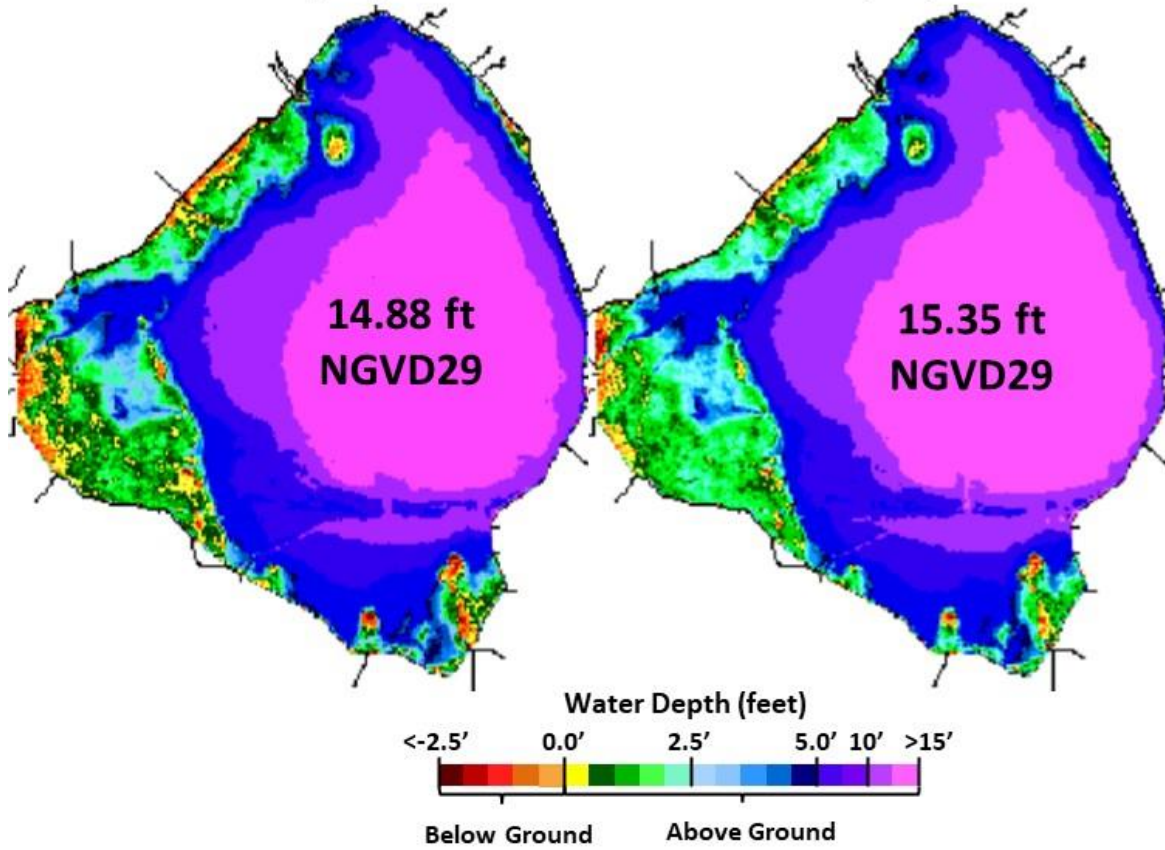 14.88 ft
NGVD29
15.35 ft
NGVD29
Water Depth (feet)
<-2.5’ 0.0’ 2.5’ 5.0’ 10’ >15’
Below Ground Above Ground